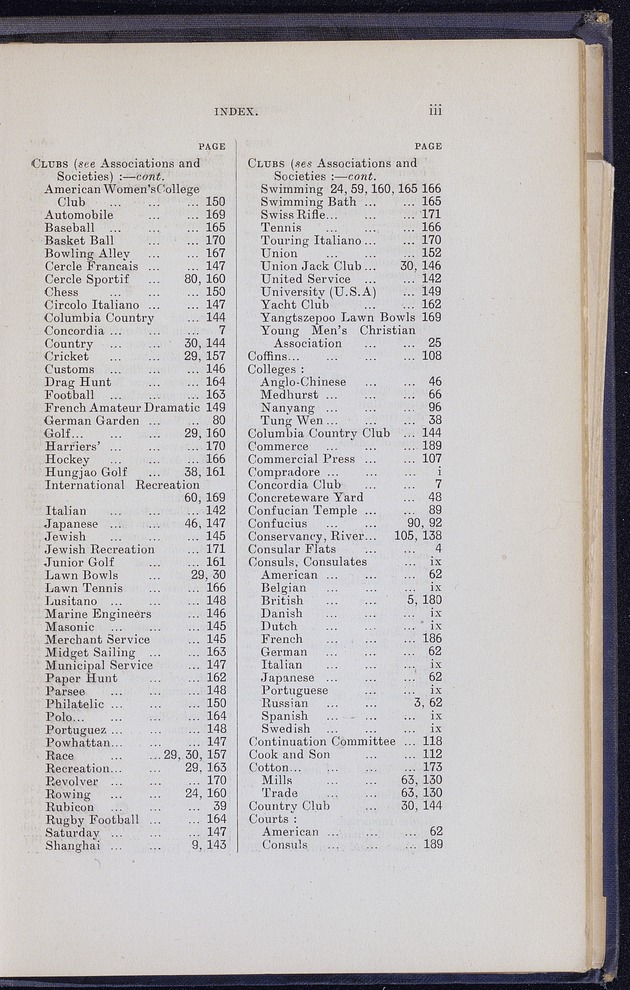 INDEX. iii
PAGE
CLUBS (see Associations and
Societies) :—cont.
American Women's College
Club ... ... ... 150
Automobile ... ... 169
Baseball ... ... ... 165
Basket Ball ... ... 170
Bowling Alley ... ... 167
Cercle Francais ... ... 147
Cercle Sportif ... 80, 160
Chess ... ... ... 150
Circolo Italiano ... ... 147
Columbia Country ... 144
Concordia ... ... ... 7
Country ... ... 30, 144
Cricket ... ... 29, 157
Customs ... ... ... 146
Drag Hunt ... ... 164
Football ... ... ... 163
French Amateur Dramatic 149
German Garden ... .. 80
Golf... ... ... 29, 160
Harriers' ... ... ... 170
Hockey ... ... ... 166
Hungjao Golf ... 38, 161
International Recreation
60, 169
Italian ... ... ... 142
Japanese ... ... 46, 147
Jewish ... ... ... 145
Jewish Recreation ... 171
Junior Golf ... ... 161
Lawn Bowls ... 29, 30
Lawn Tennis ... ... 166
Lusitano ... ... ... 148
Marine Engineers ... 146
Masonic ... ... ... 145
Merchant Service ... 145
Midget Sailing ... ... 163
Municipal Service ... 147
Paper Hunt ... ... 162
Parsee ... ... ... 148
Philatelic ... ... ... 150
Polo... ... ... ... 164
Portuguez ... ... ... 148
Powhattan... ... ... 147
Race ... ... 29, 30, 157
Recreation... ... 29, 163
Revolver ... ... ... 170
Rowing ... ... 24, 160
Rubicon ... ... ... 39
Rugby Football ... ... 164
Saturday ... ... ... 147
Shanghai ... ... 9, 143
PAGE
CLUBS (ses Associations and
Societies :—cont.
Swimming 24, 59, 160, 165 166
Swimming Bath ... ... 165
Swiss Rifle... ... ... 171
Tennis ... ... ... 166
Touring Italiano ... ... 170
Union ... ... ... 152
Union Jack Club ... 30, 146
United Service ... ... 142
University (U.S.A) ... 149
Yacht Club ... ... 162
Yangtszepoo Lawn Bowls 169
Young Men's Christian
Association ... ... 25
Coffins... ... ... ... 108
Colleges :
Anglo-Chinese ... ... 46
Medhurst ... ... ... 66
Nanyang ... ... ... 96
Tung Wen ... ... ... 38
Columbia Country Club ... 144
Commerce ... ... ... 189
Commercial Press ... ... 107
Compradore ... ... ... i
Concordia Club ... ... 7
Concreteware Yard ... 48
Confucian Temple ... ... 89
Confucius ... ... 90, 92
Conservancy, River... 105, 138
Consular Flats ... ... 4
Consuls, Consulates ... ix
American ... ... ... 62
Belgian ... ... ... ix
British ... ... 5, 180
Danish ... ... ... ix
Dutch ... ... ... ix
French ... ... ... 186
German ... ... ... 62
Italian ... ... ... ix
Japanese ... ... ... 62
Portuguese ... ... ix
Russian ... ... 3, 62
Spanish ... ... ... ix
Swedish ... ... ... ix
Continuation Committee ... 118
Cook and Son ... ... 112
Cotton... ... ... ... 173
Mills ... ... 63, 130
Trade ... ... 63, 130
Country Club ... 30, 144
Courts :
American ... ... ... 62
Consuls ... ... ... 189